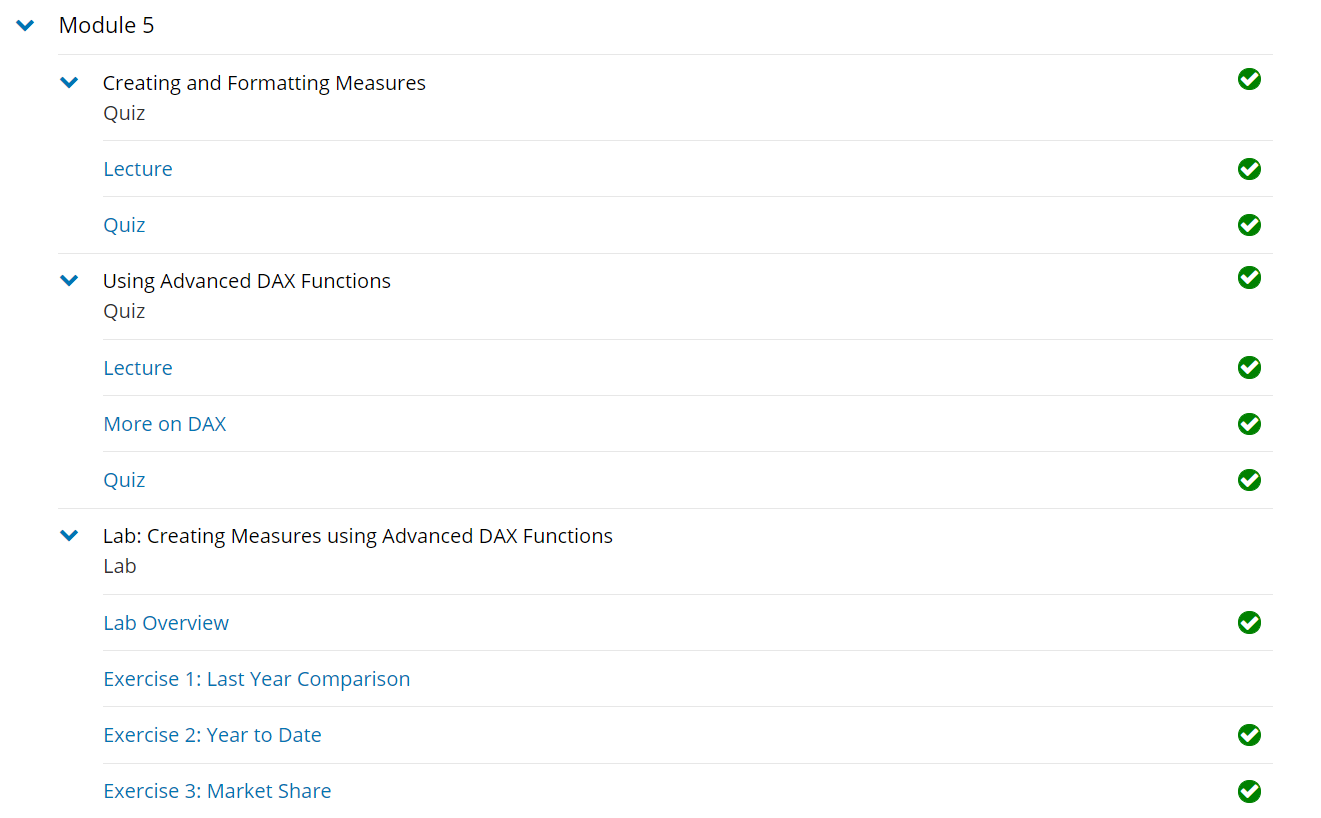 Module 5
Creating and Formatting Measures
Quiz
Lecture
Quiz
Using Advanced DAX Functions
Quiz
Lecture
More on DAX
Quiz
Lab: Creating Measures using Advanced DAX Functions
Lab
Lab Overview
Exercise 1: Last Year Comparison
Exercise 2: Year to Date
Exercise 3: Market Share